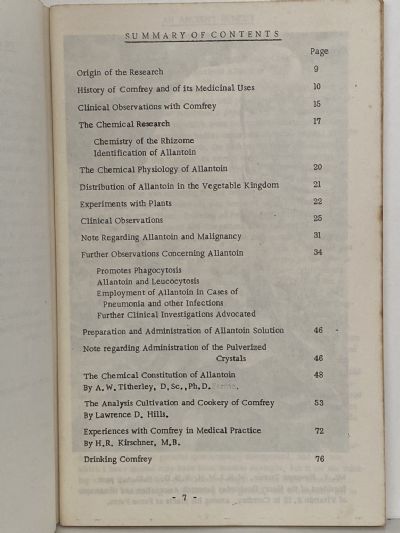 SUMMARY OF CONTENTS
Page
Origin of the Research 9
History of Comfrey and of its Medicinal Uses 10
Clinical Observations with Comfrey 15
The Chemical Research 17
Chemistry of the Rhizome
Identification of Allantoin
The Chemical Physiology of Allantoin 20
Distribution of Allantoin in the Vegetable Kingdom 21
Experiments with Plants 22
Clinical Observations 25
Note Regarding Allantoin and Malignancy 31
Further Observations Concerning Allantoin 34
Promotes Phagocytosis
Allantoin and Leucocytosis
Employment of Allantoin in Cases of
Pneumonia and other Infections
Further Clinical Investigations Advocated
Preparation and Administration of Allantoin Solution 46
Note regarding Administration of the Pulverized
Crystals 46
The Chemical Constitution of Allantoin 48
By A.W. Titherley, D,Sc.,Ph.D.
The Analysis Cultivation and Cookery of Comfrey 53
By Lawrence D. Hills.
Experiences with Comfrey in Medical Practice 72
By H.R. Kirschner, M.B.
Drinking Comfrey 76
- 7 -